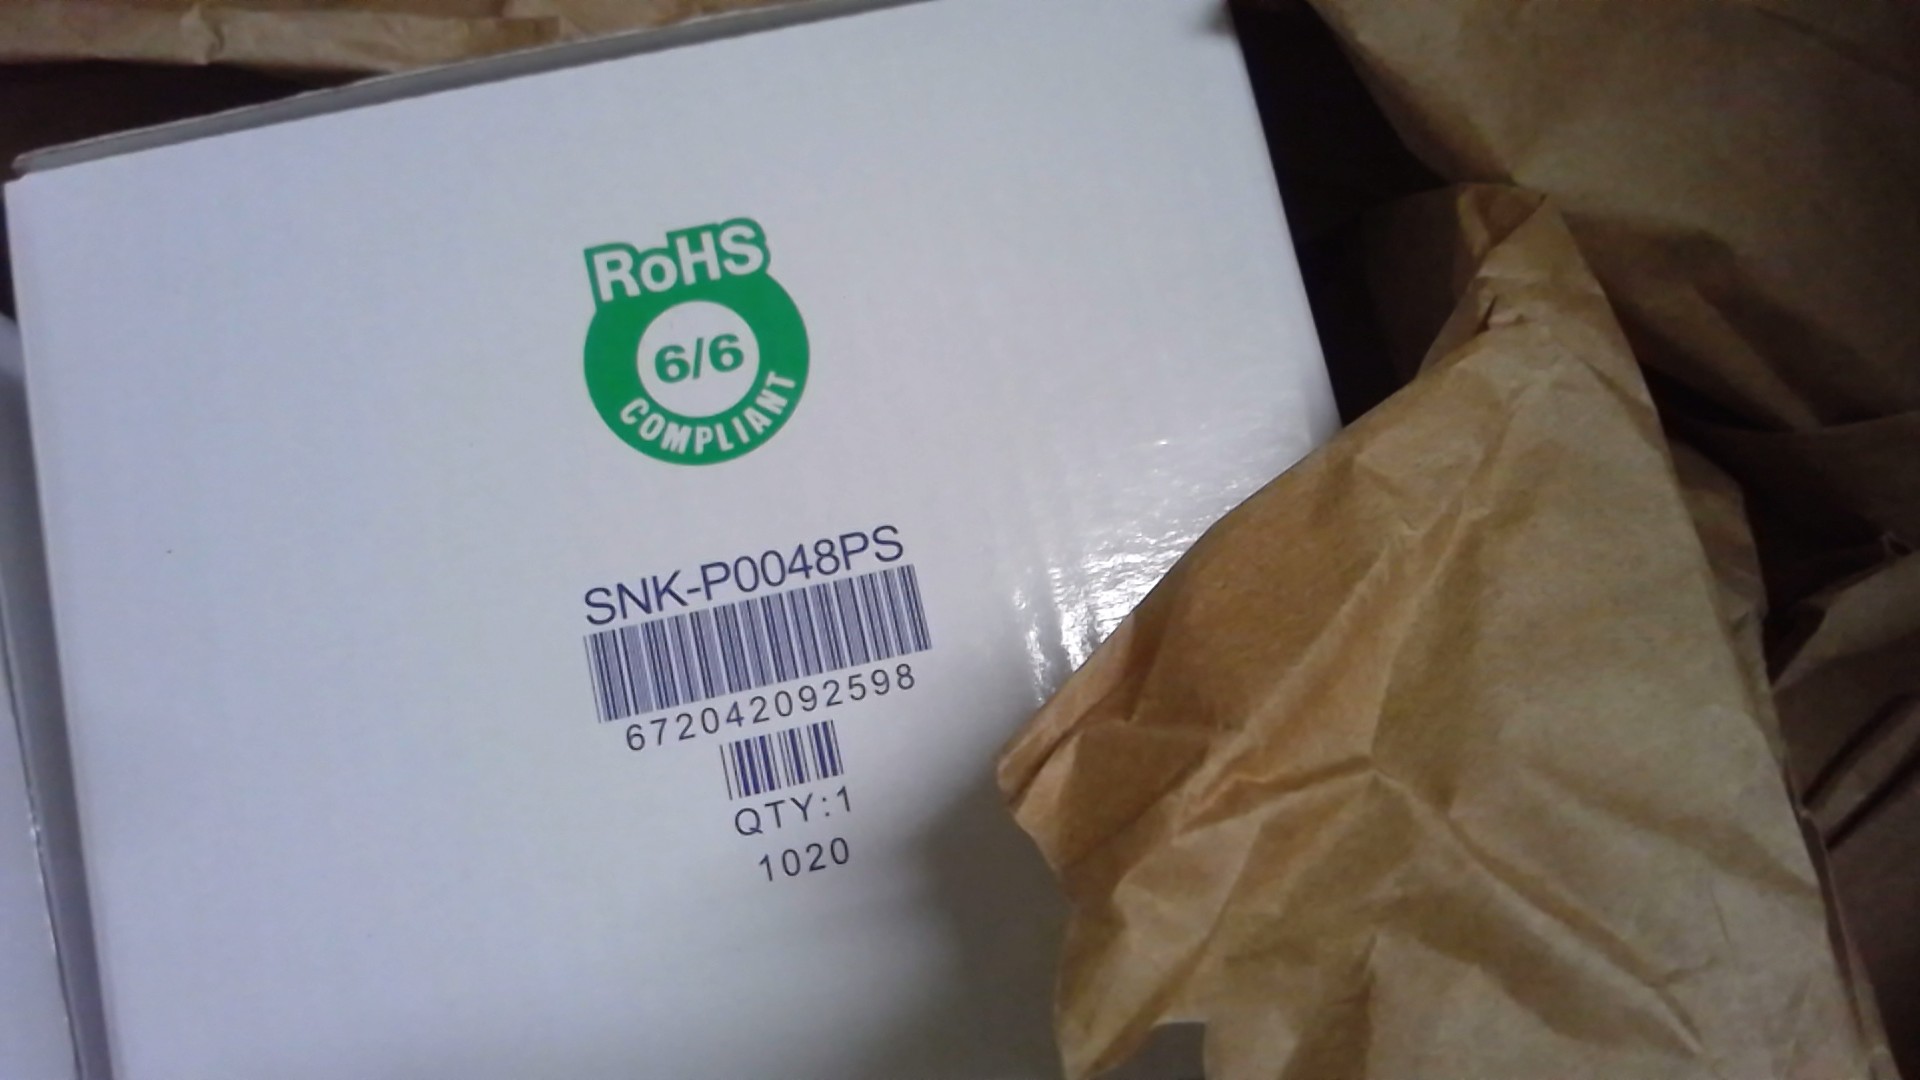 RoHS
6/6
COMPLIANT
SNK-P0048PS
672042092598
QTY:1
1020